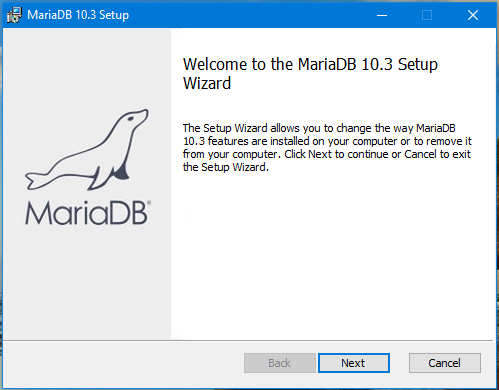 MariaDB 10.3 Setup
Welcome to the MariaDB 10.3 Setup
Wizard
The Setup Wizard allows you to change the way MariaDB
10.3 features are installed on your computer or to remove it
from your computer. Click Next to continue or Cancel to exit
the Setup Wizard.
MariaDB®
Back
Next
Cancel